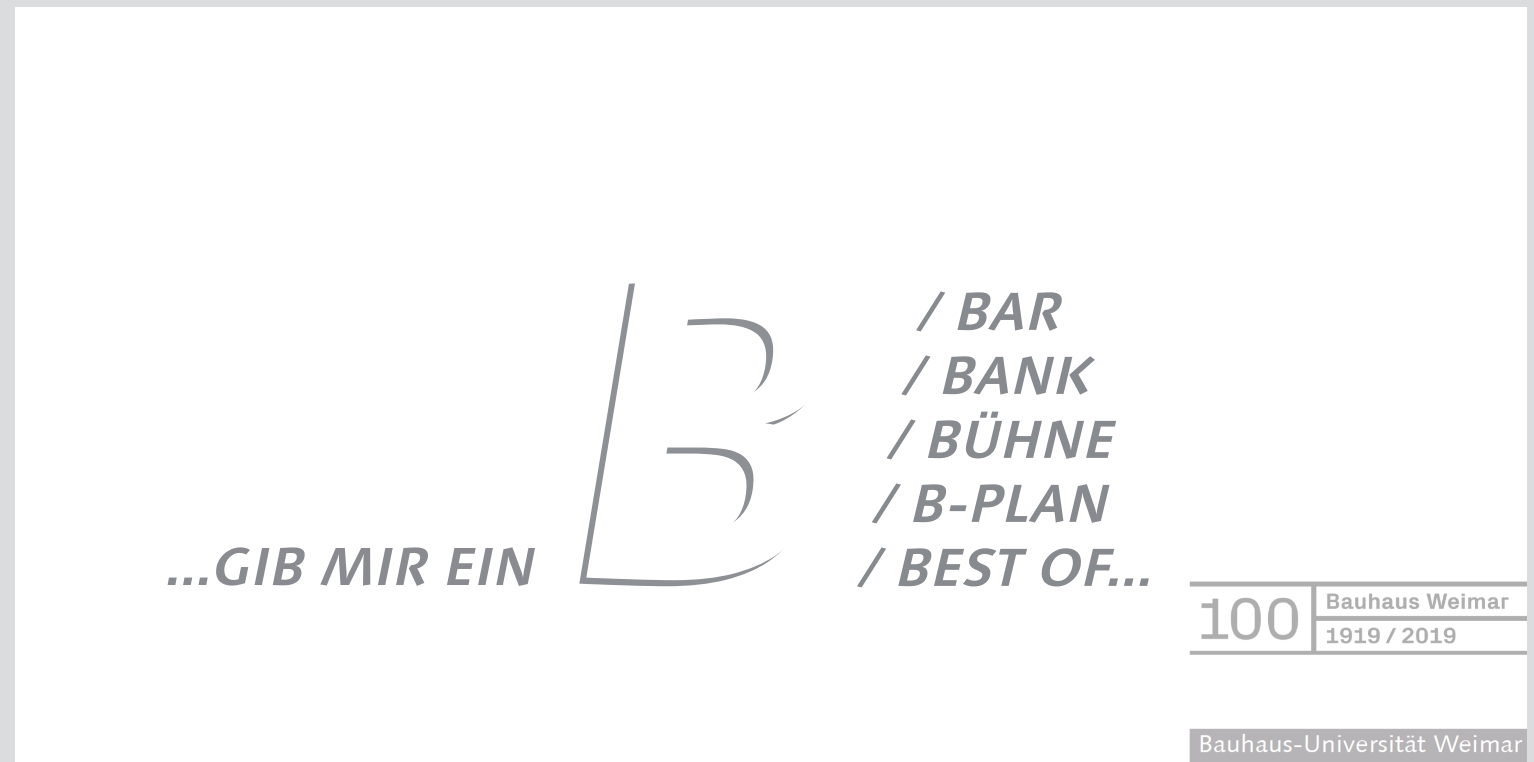 ...GIB MIR EIN B
/ BAR
/ BANK
/ BÜHNE
/ B-PLAN
/ BEST OF...
100
Bauhaus Weimar
1919 / 2019
Bauhaus-Universität Weimar